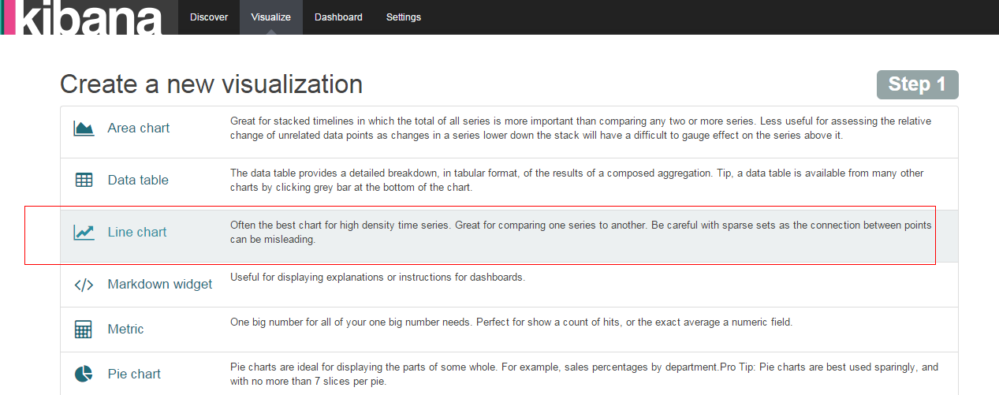 kibana
Discover
Visualize
Dashboard
Settings
Create a new visualization
Step 1
Area chart
Great for stacked timelines in which the total of all series is more important than comparing any two or more series. Less useful for assessing the relative
change of unrelated data points as changes in a series lower down the stack will have a difficult to gauge effect on the series above it.
Data table
The data table provides a detailed breakdown, in tabular format, of the results of a composed aggregation. Tip, a data table is available from many other
charts by clicking grey bar at the bottom of the chart.
Line chart
Often the best chart for high density time series. Great for comparing one series to another. Be careful with sparse sets as the connection between points
can be misleading.
Markdown widget
Useful for displaying explanations or instructions for dashboards.
Metric
One big number for all of your one big number needs. Perfect for show a count of hits, or the exact average a numeric field.
Pie chart
Pie charts are ideal for displaying the parts of some whole. For example, sales percentages by department.Pro Tip: Pie charts are best used sparingly, and
with no more than 7 slices per pie.